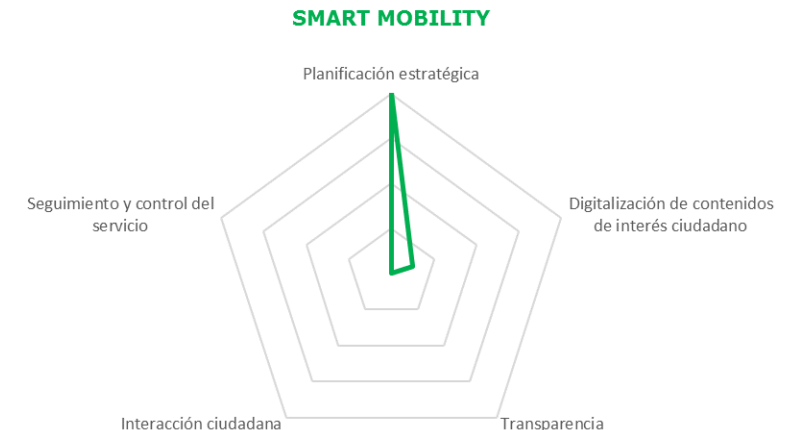 SMART MOBILITY
Planificación estratégica
Seguimiento y control del
servicio
Digitalización de contenidos
de interés ciudadano
Interacción ciudadana
Transparencia